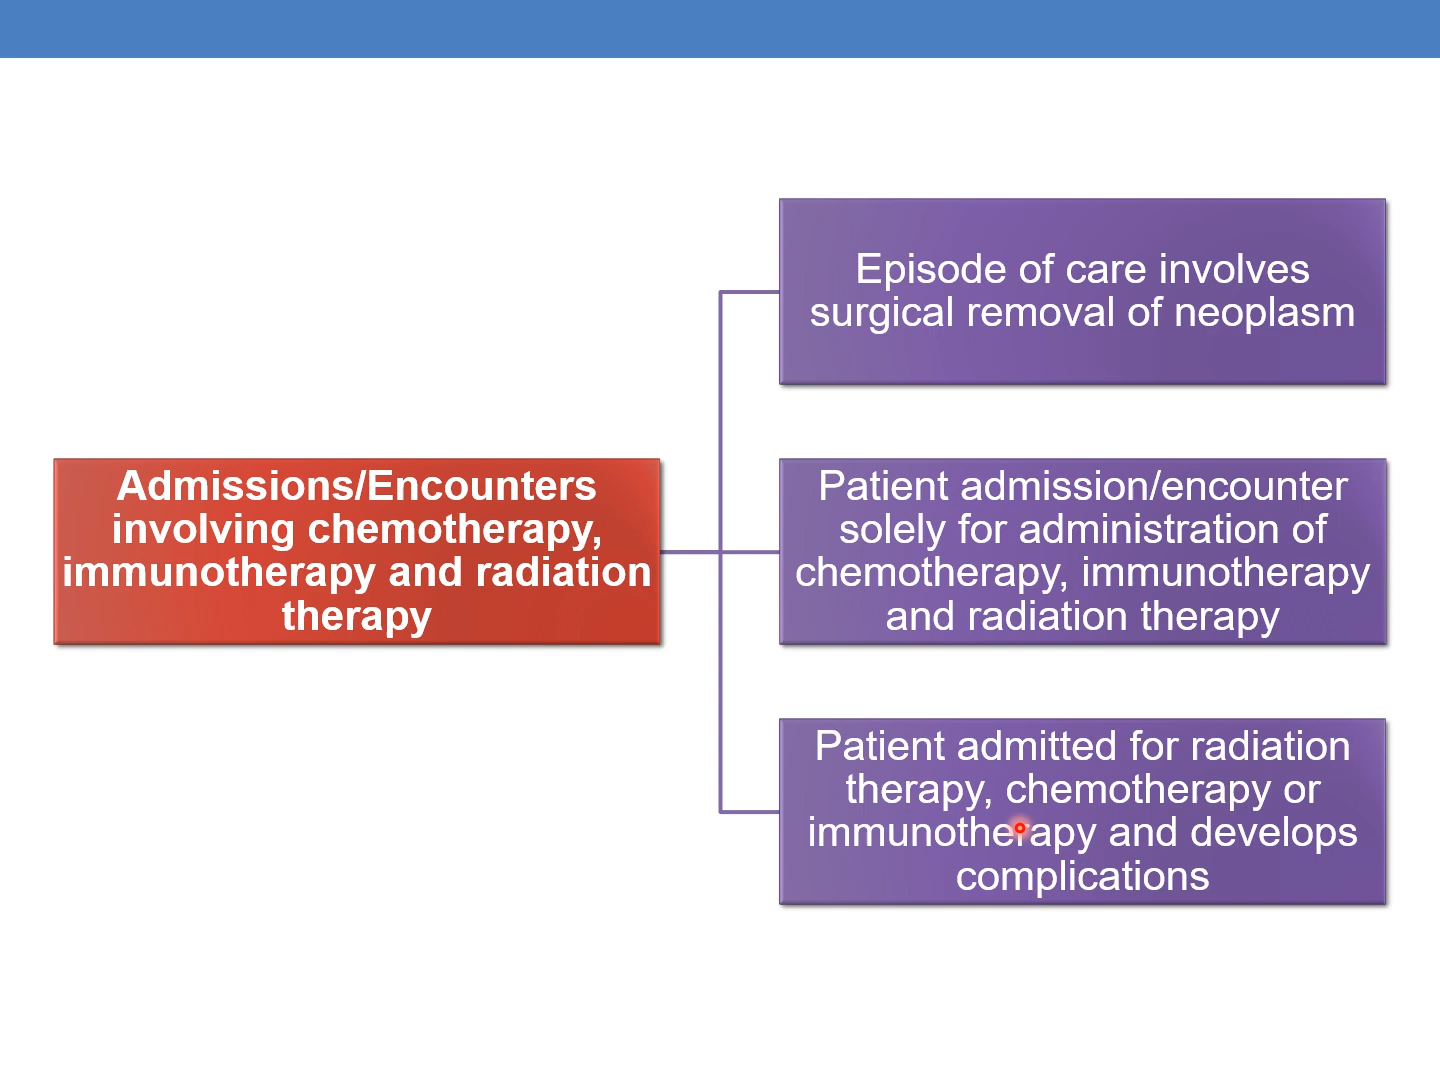 Episode of care involves
surgical removal of neoplasm
Admissions/Encounters
involving chemotherapy,
immunotherapy and radiation
therapy
Patient admission/encounter
solely for administration of
chemotherapy, immunotherapy
and radiation therapy
Patient admitted for radiation
therapy, chemotherapy or
immunotherapy and develops
complications